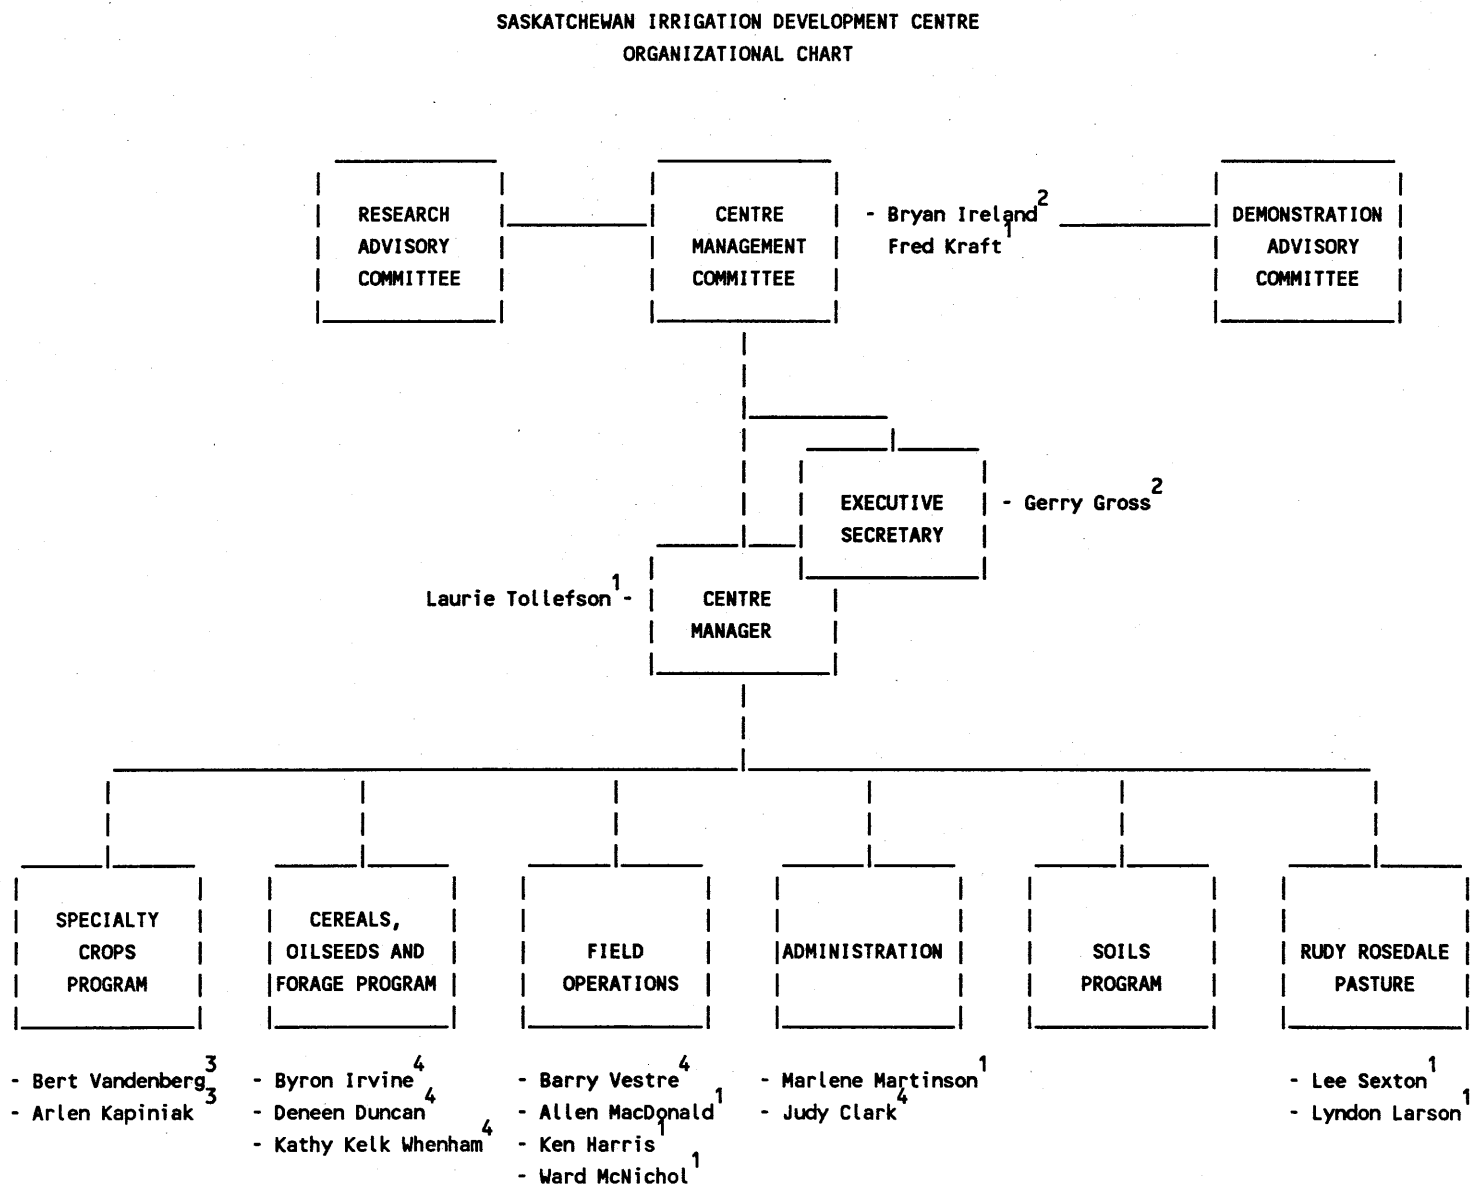 SASKATCHEWAN IRRIGATION DEVELOPMENT CENTRE
ORGANIZATIONAL CHART
RESEARCH
ADVISORY
COMMITTEE
CENTRE
MANAGEMENT
COMMITTEE
- Bryan Ireland²
Fred Kraft¹
DEMONSTRATION
ADVISORY
COMMITTEE
EXECUTIVE
SECRETARY
- Gerry Gross²
Laurie Tollefson¹-
CENTRE
MANAGER
SPECIALTY
CROPS
PROGRAM
CEREALS,
OILSEEDS AND
FORAGE PROGRAM
FIELD
OPERATIONS
ADMINISTRATION
SOILS
PROGRAM
RUDY ROSEDALE
PASTURE
- Bert Vandenberg³
- Arlen Kapiniak³
- Byron Irvine⁴
- Deneen Duncan⁴
- Kathy Kelk Whenham⁴
- Barry Vestre⁴
- Allen MacDonald¹
- Ken Harris¹
- Ward McNichol¹
- Marlene Martinson¹
- Judy Clark⁴
- Lee Sexton¹
- Lyndon Larson¹